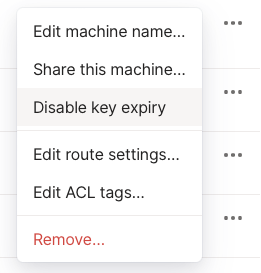 Edit machine name...
Share this machine...
Disable key expiry
Edit route settings...
Edit ACL tags...
Remove...